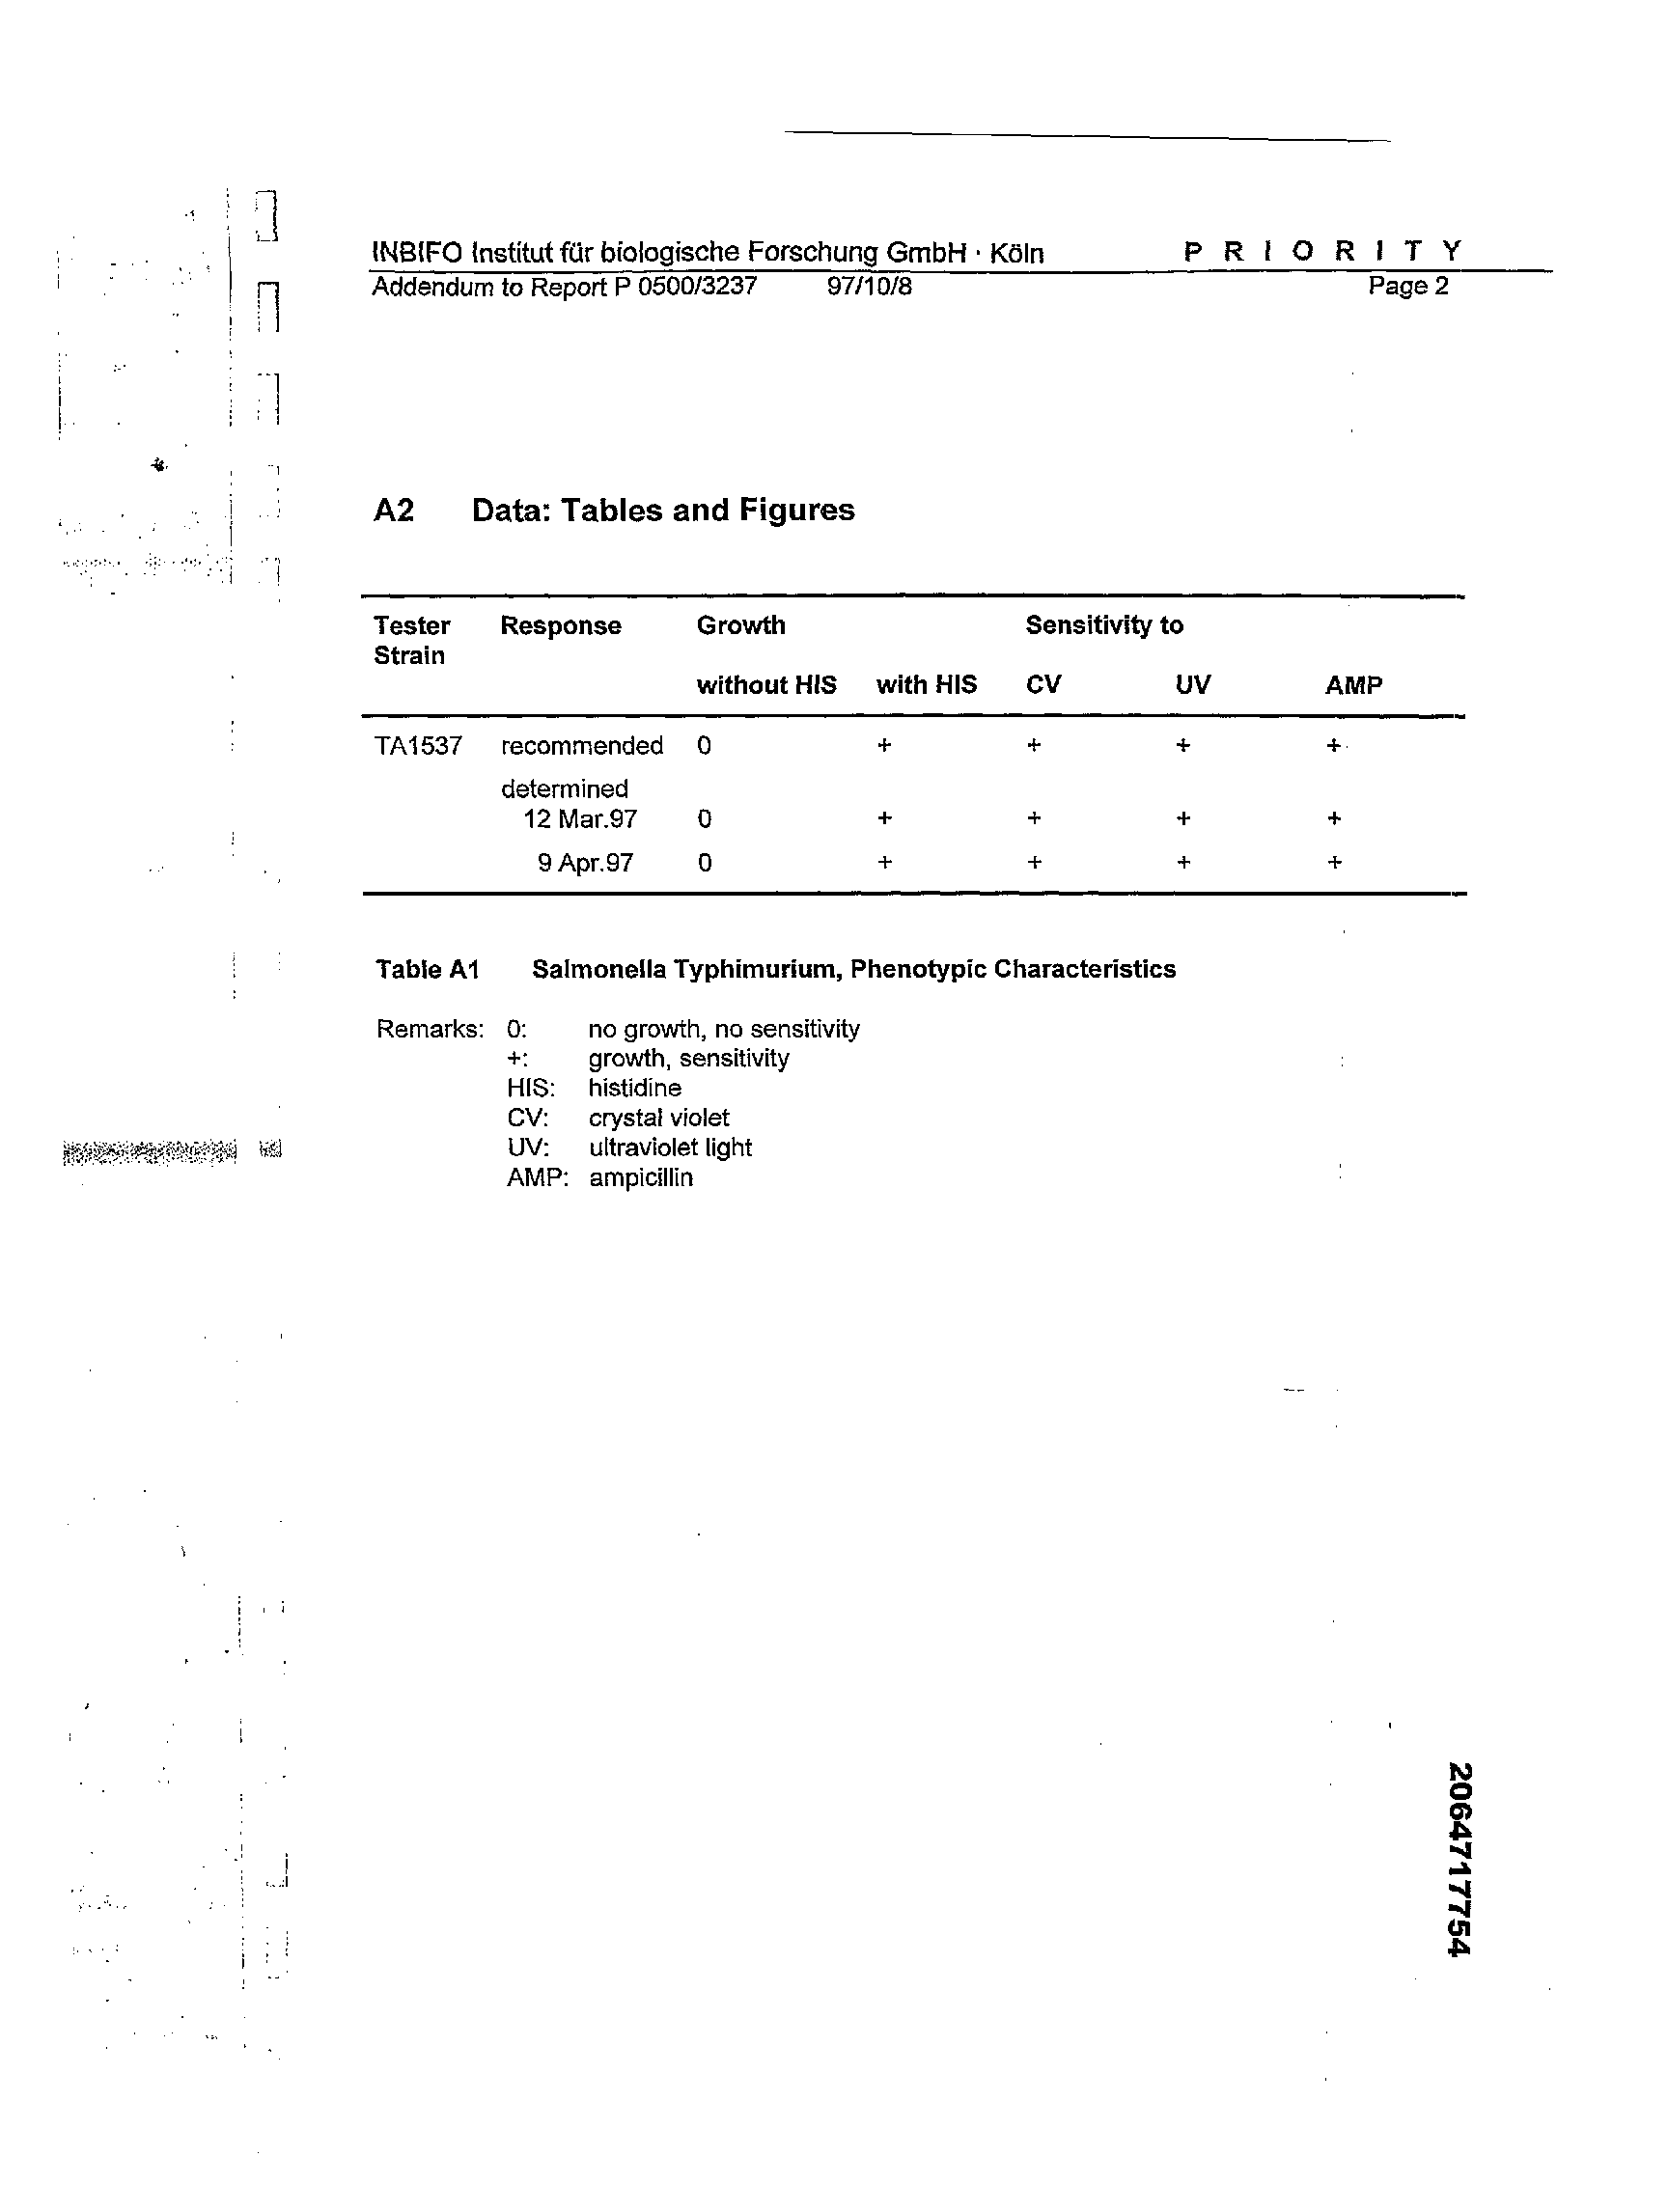 INBIFO Institut für biologische Forschung GmbH · Köln P R I O R I T Y
Addendum to Report P 0500/3237 97/10/8 Page 2
A2 Data: Tables and Figures
Tester Response Growth Sensitivity to
Strain
without HIS with HIS CV UV AMP
TA1537 recommended 0 + + + +
determined
12 Mar.97 0 + + + +
9 Apr.97 0 + + + +
Table A1 Salmonella Typhimurium, Phenotypic Characteristics
Remarks: 0: no growth, no sensitivity
+: growth, sensitivity
HIS: histidine
CV: crystal violet
UV: ultraviolet light
AMP: ampicillin
2064717754